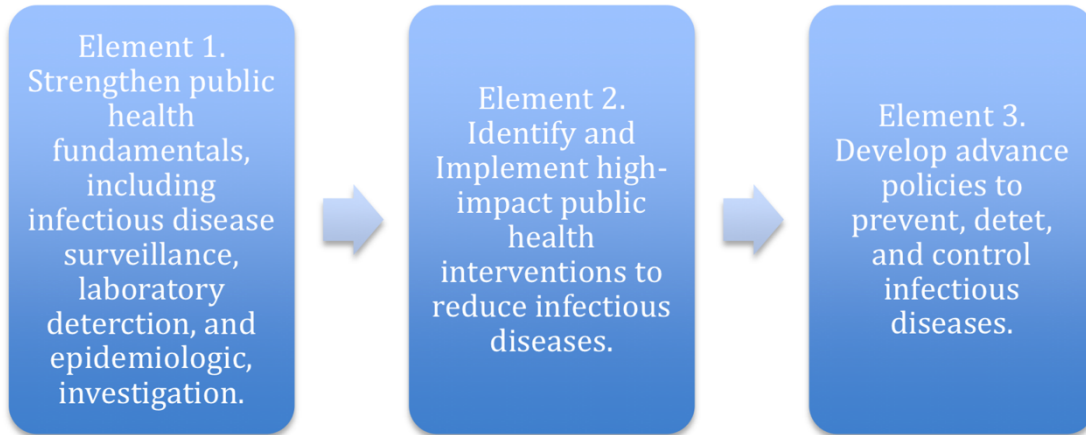 Element 1.
Strengthen public
health
fundamentals,
including
infectious disease
surveillance,
laboratory
deterction, and
epidemiologic,
investigation.
Element 2.
Identify and
Implement high-
impact public
health
interventions to
reduce infectious
diseases.
Element 3.
Develop advance
policies to
prevent, detet,
and control
infectious
diseases.